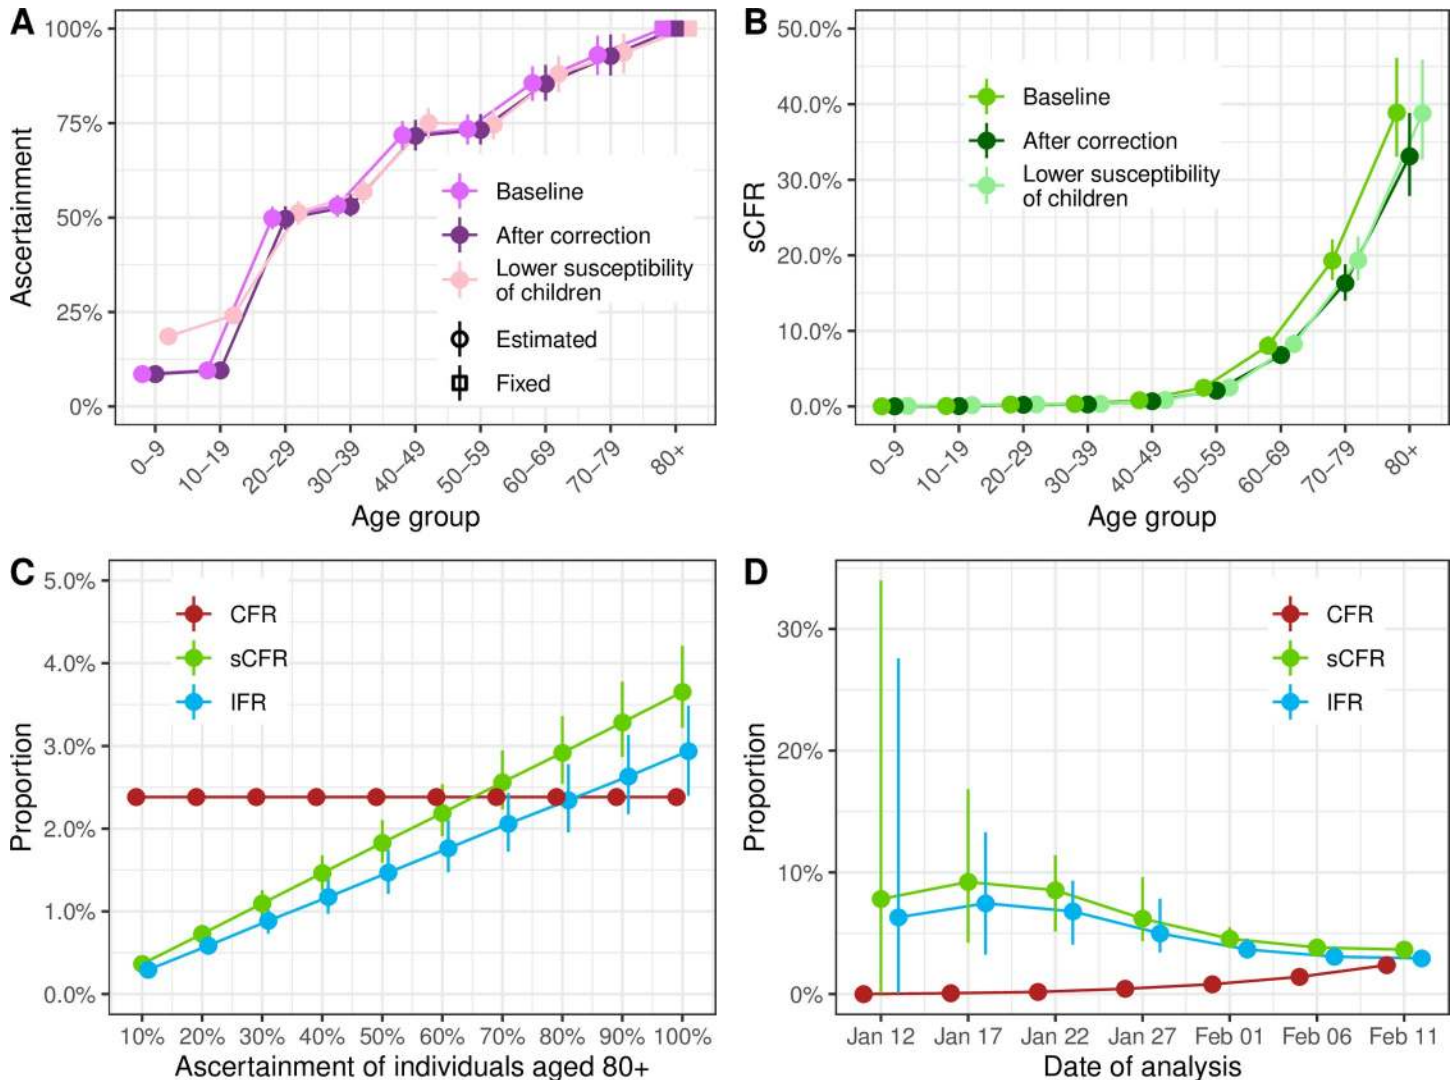 A
100%
75%
50%
25%
0%
Ascertainment
Baseline
After correction
Lower susceptibility
of children
Estimated
Fixed
0–9
10–19
20–29
30–39
40–49
50–59
60–69
70–79
80+
Age group
B
50.0%
40.0%
30.0%
20.0%
10.0%
0.0%
sCFR
Baseline
After correction
Lower susceptibility
of children
0–9
10–19
20–29
30–39
40–49
50–59
60–69
70–79
80+
Age group
C
5.0%
4.0%
3.0%
2.0%
1.0%
0.0%
Proportion
CFR
sCFR
IFR
10% 20% 30% 40% 50% 60% 70% 80% 90% 100%
Ascertainment of individuals aged 80+
D
30%
20%
10%
0%
Proportion
CFR
sCFR
IFR
Jan 12 Jan 17 Jan 22 Jan 27 Feb 01 Feb 06 Feb 11
Date of analysis